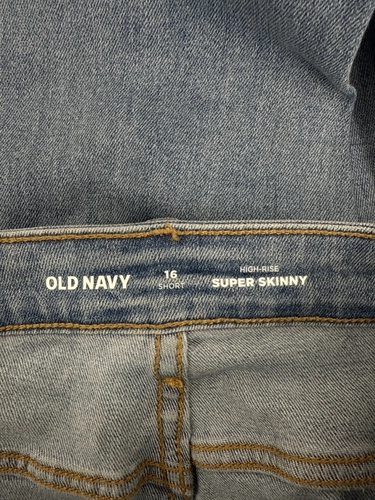 OLD NAVY
16
SHORT
HIGH-RISE
SUPER SKINNY